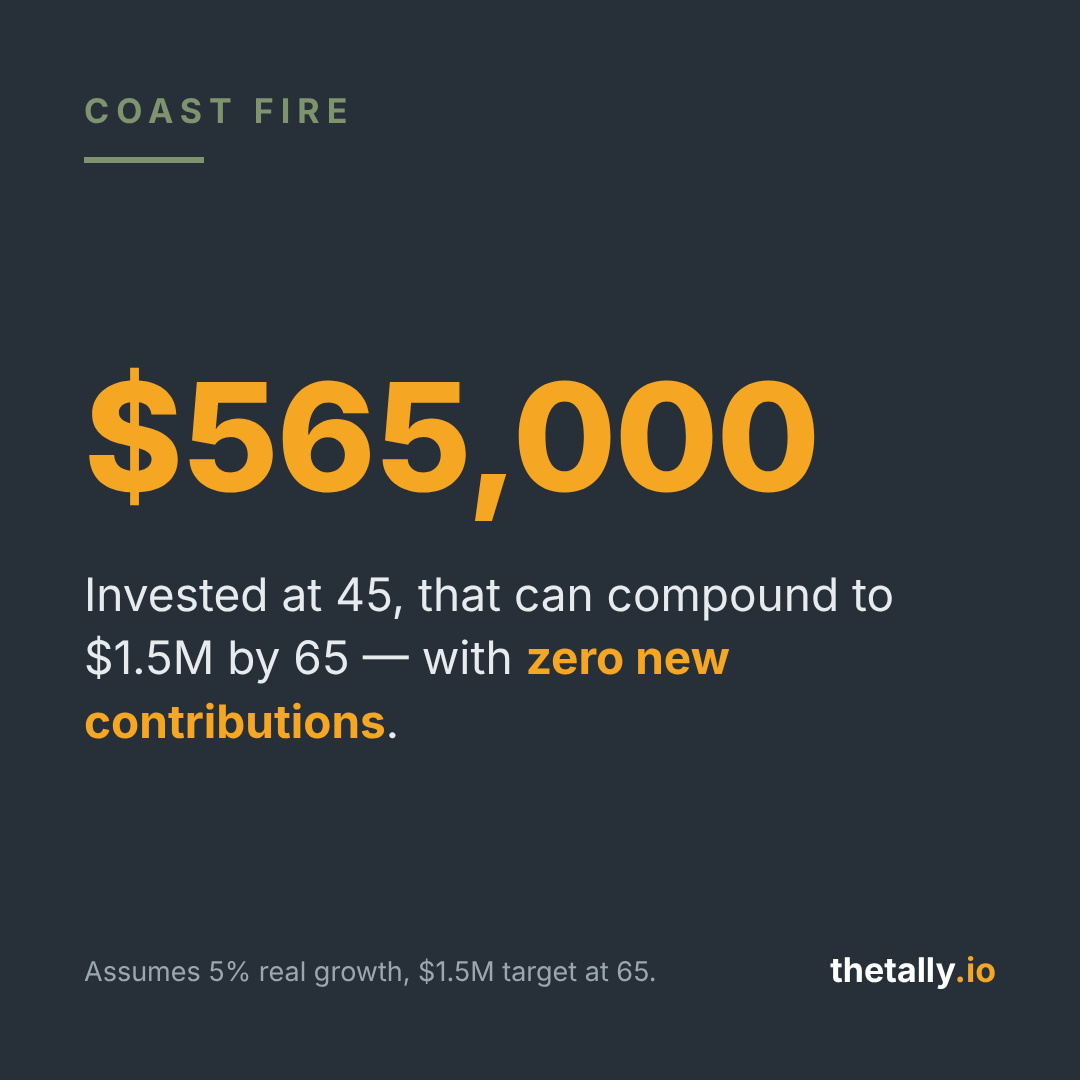 COAST FIRE
$565,000
Invested at 45, that can compound to
$1.5M by 65 — with zero new
contributions.
Assumes 5% real growth, $1.5M target at 65.
thetally.io